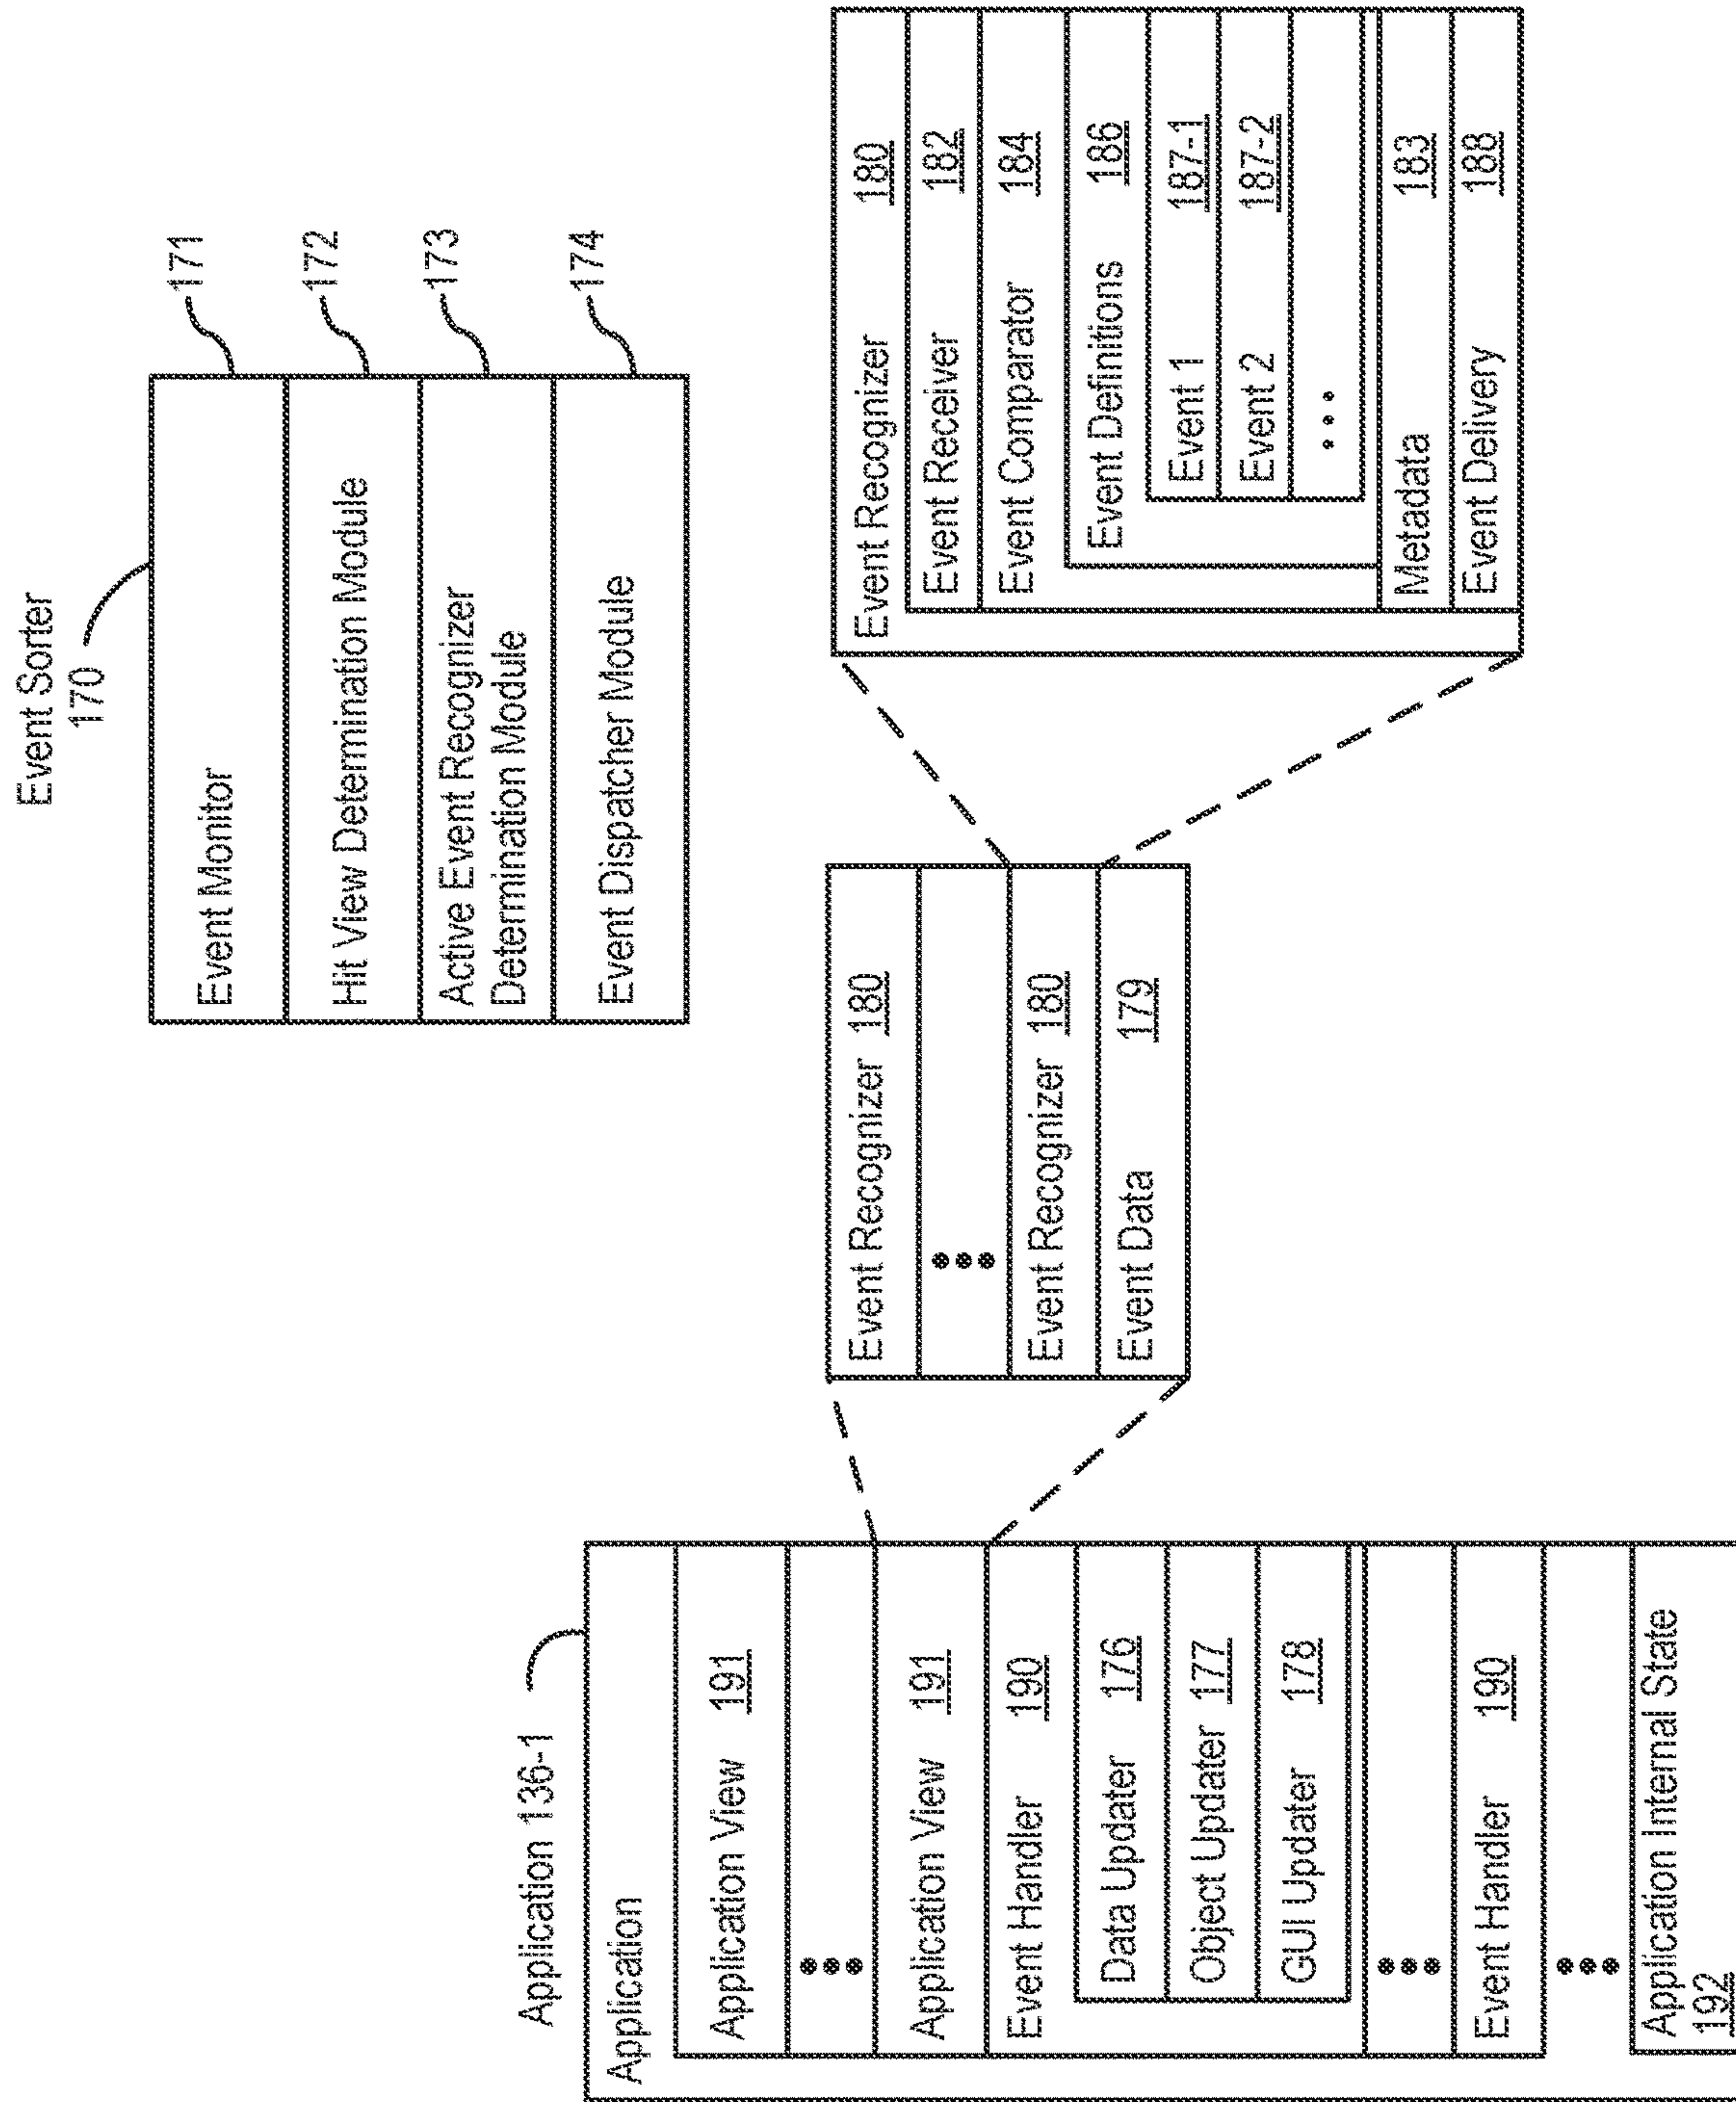 Event Sorter
170
Event Monitor
171
Hit View Determination Module
172
Active Event Recognizer
Determination Module
173
Event Dispatcher Module
174
Application 136-1
Application
Application View 191
•••
Application View 191
Event Handler 190
Data Updater 176
Object Updater 177
GUI Updater 178
•••
Event Handler 190
•••
Application Internal State
192
Event Recognizer 180
•••
Event Recognizer 180
Event Data 179
Event Recognizer 180
Event Receiver 182
Event Comparator 184
Event Definitions 186
Event 1 187-1
Event 2 187-2
•••
Metadata 183
Event Delivery 188